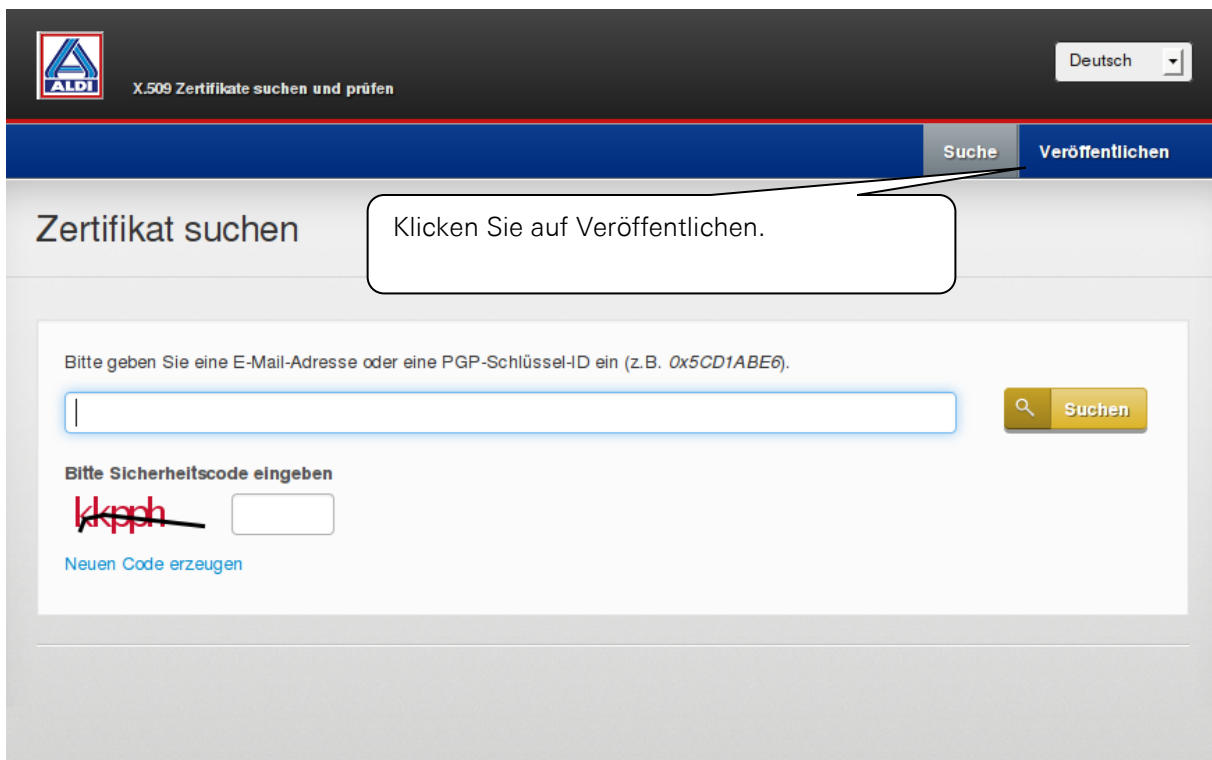 ALDI
X.509 Zertifikate suchen und prüfen
Deutsch
Suche
Veröffentlichen
Zertifikat suchen
Klicken Sie auf Veröffentlichen.
Bitte geben Sie eine E-Mail-Adresse oder eine PGP-Schlüssel-ID ein (z.B. 0x5CD1ABE6).
Suchen
Bitte Sicherheitscode eingeben
kkpph
Neuen Code erzeugen